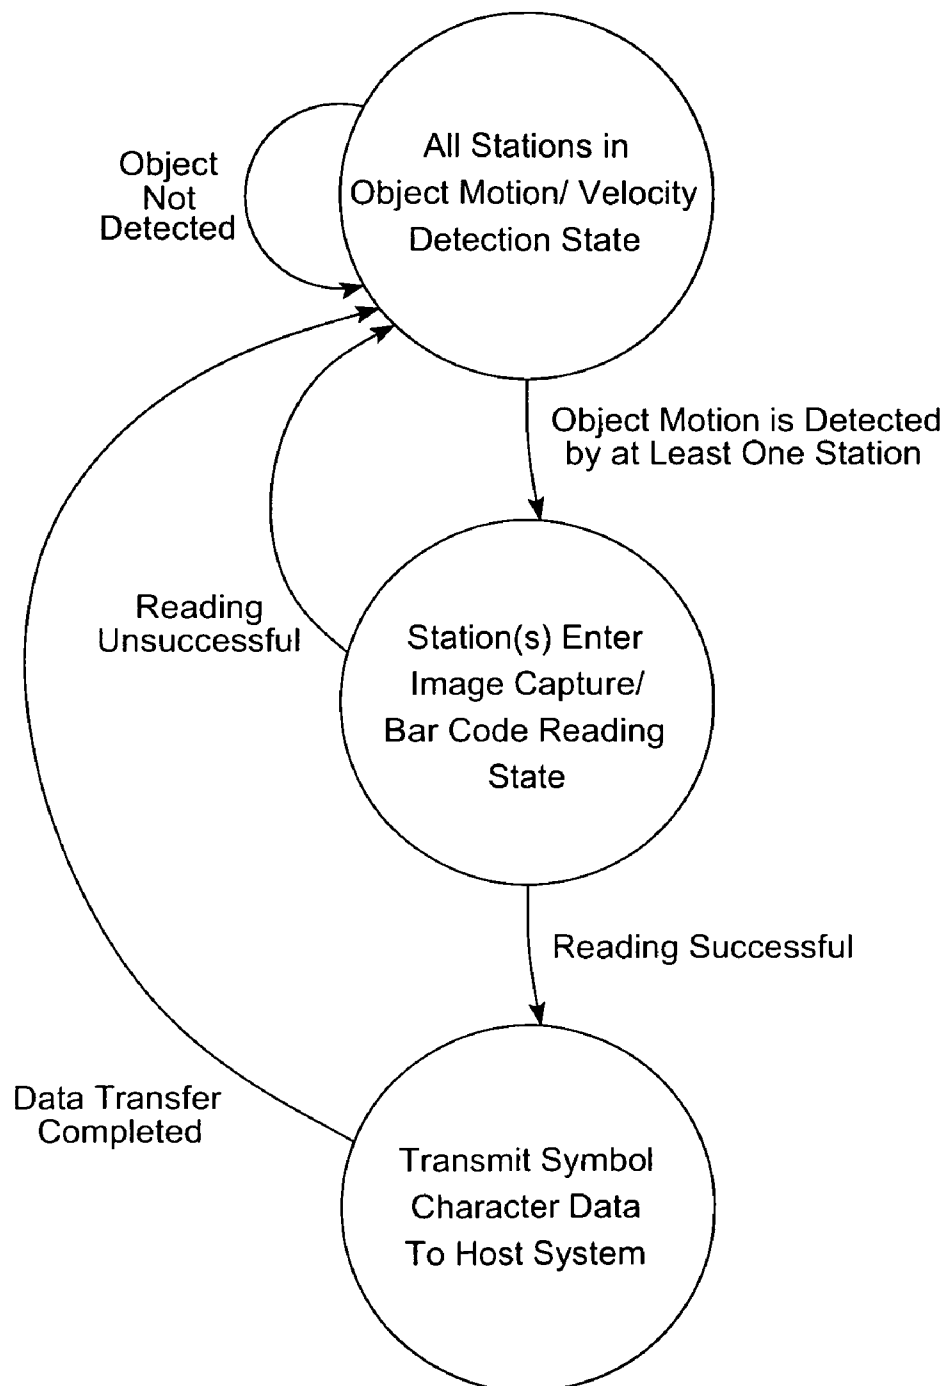 All Stations in
Object Motion/ Velocity
Detection State
Object
Not
Detected
Object Motion is Detected
by at Least One Station
Reading
Unsuccessful
Station(s) Enter
Image Capture/
Bar Code Reading
State
Reading Successful
Data Transfer
Completed
Transmit Symbol
Character Data
To Host System